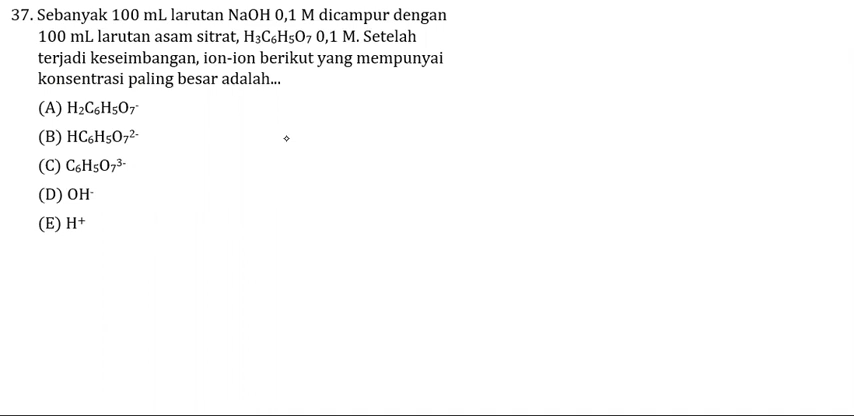 37. Sebanyak 100 mL larutan NaOH 0,1 M dicampur dengan
100 mL larutan asam sitrat, H₃C₆H₅O₇ 0,1 M. Setelah
terjadi keseimbangan, ion-ion berikut yang mempunyai
konsentrasi paling besar adalah...
(A) H₂C₆H₅O₇⁻
(B) HC₆H₅O₇²⁻
(C) C₆H₅O₇³⁻
(D) OH⁻
(E) H⁺